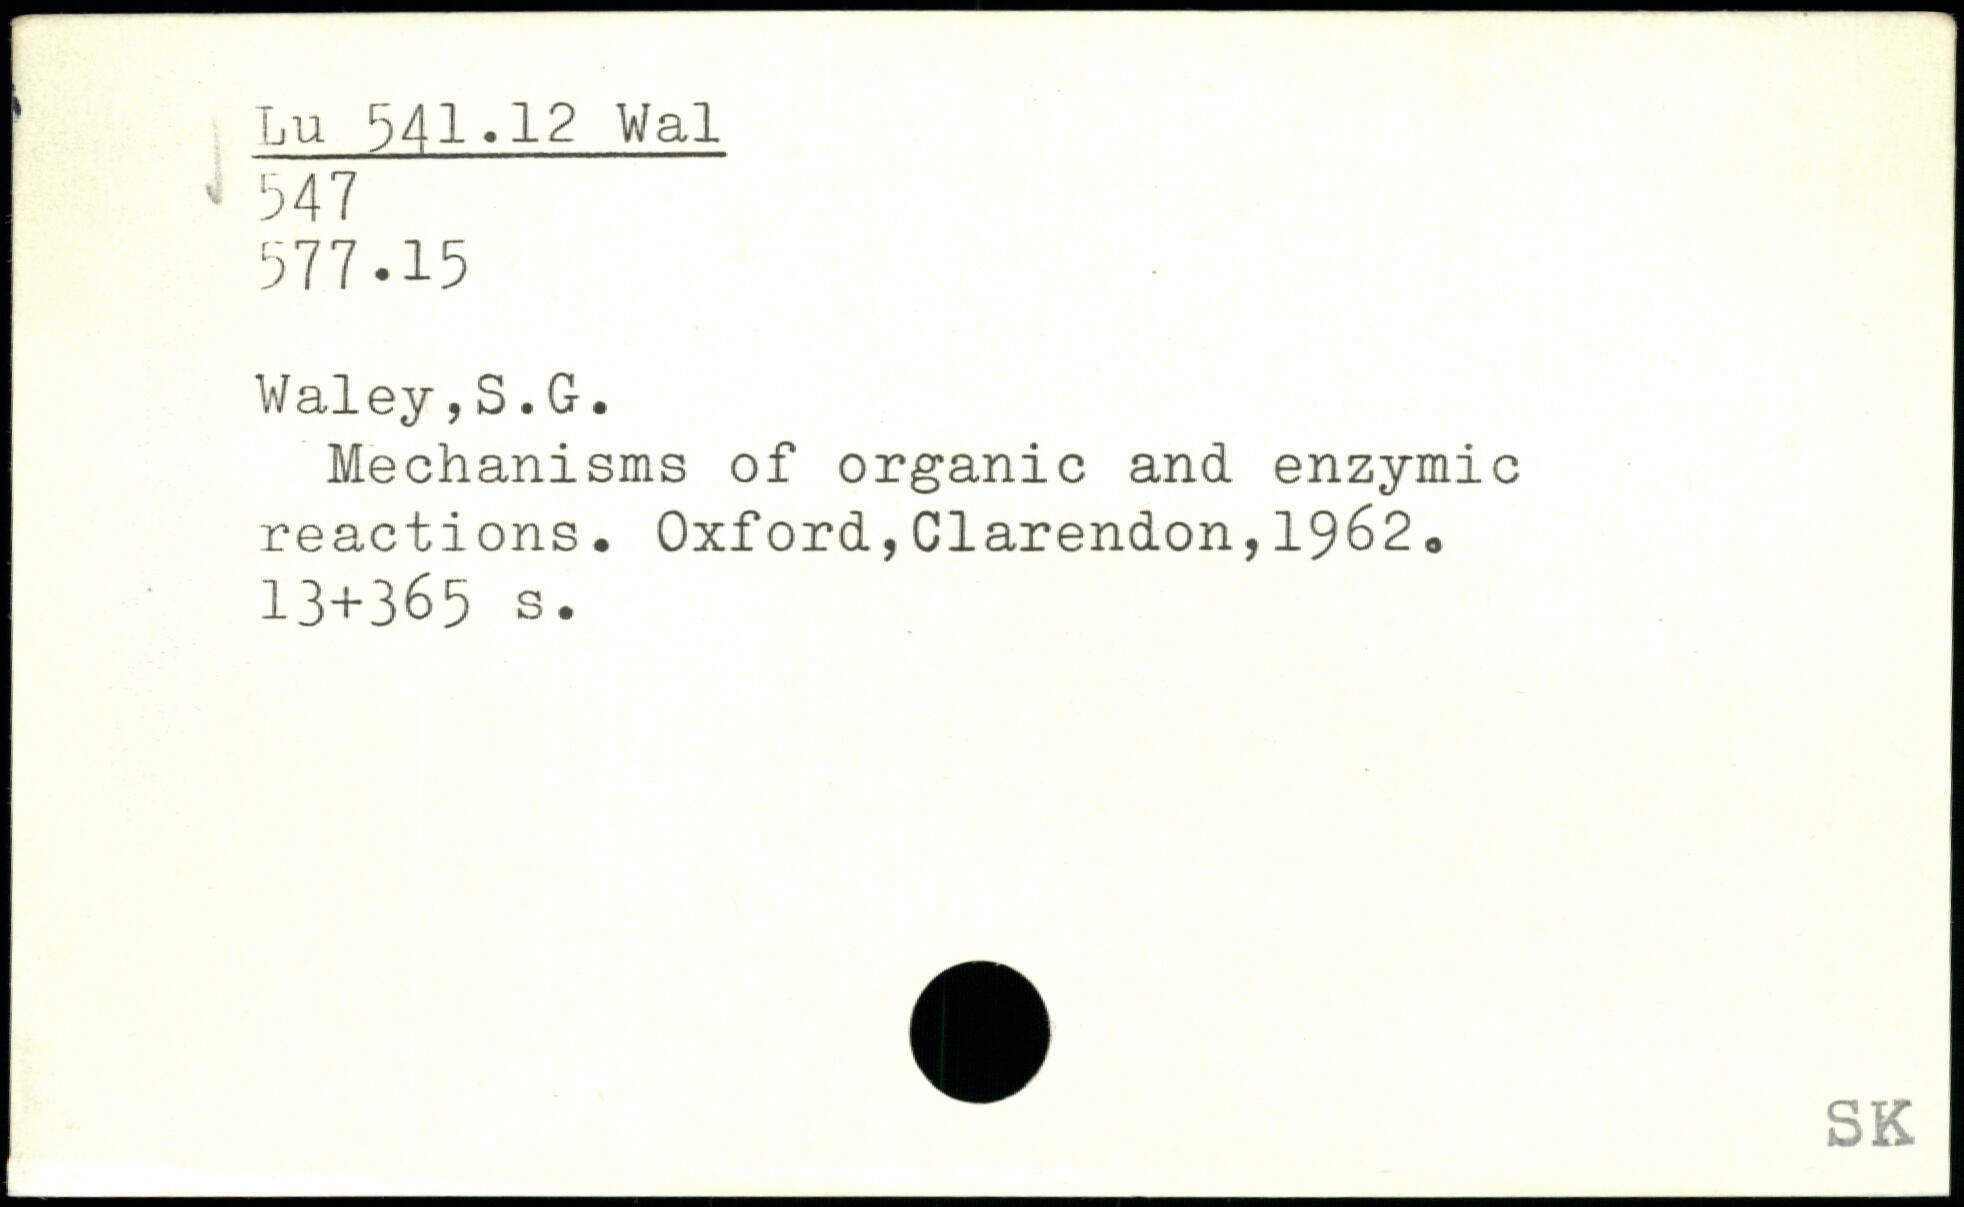 Lu 541.12 Wal
547
577.15
Waley,S.G.
Mechanisms of organic and enzymic
reactions. Oxford,Clarendon,1962.
13+365 s.
SK